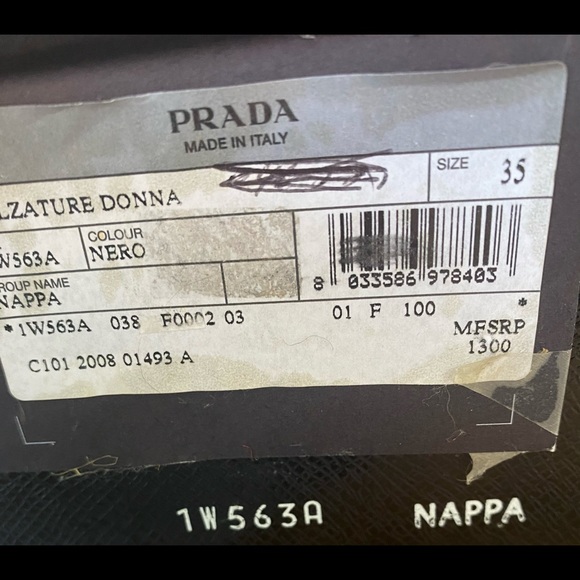 PRADA
MADE IN ITALY
LZATURE DONNA
SIZE 35
COLOUR
W563A NERO
ROUP NAME
NAPPA
8 033586 978403
*1W563A 038 F0002 03 01 F 100 *
MFSRP
1300
C101 2008 01493 A
1W563A NAPPA